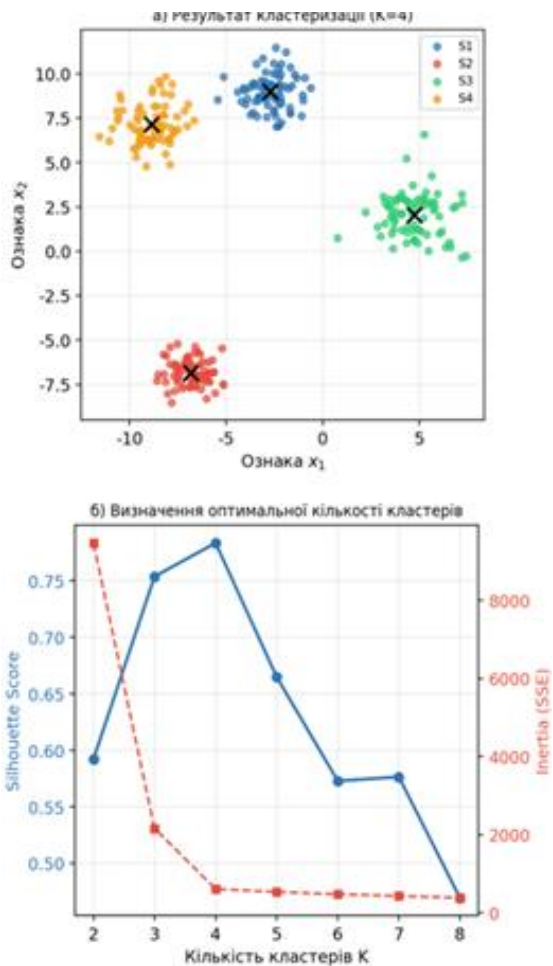 а) Результат кластеризації (K=4)
S1
S2
S3
S4
10.0
7.5
5.0
2.5
0.0
-2.5
-5.0
-7.5
Ознака x₂
-10
-5
0
5
Ознака x₁
б) Визначення оптимальної кількості кластерів
0.75
0.70
0.65
0.60
0.55
0.50
Silhouette Score
8000
6000
4000
2000
0
Inertia (SSE)
2
3
4
5
6
7
8
Кількість кластерів K